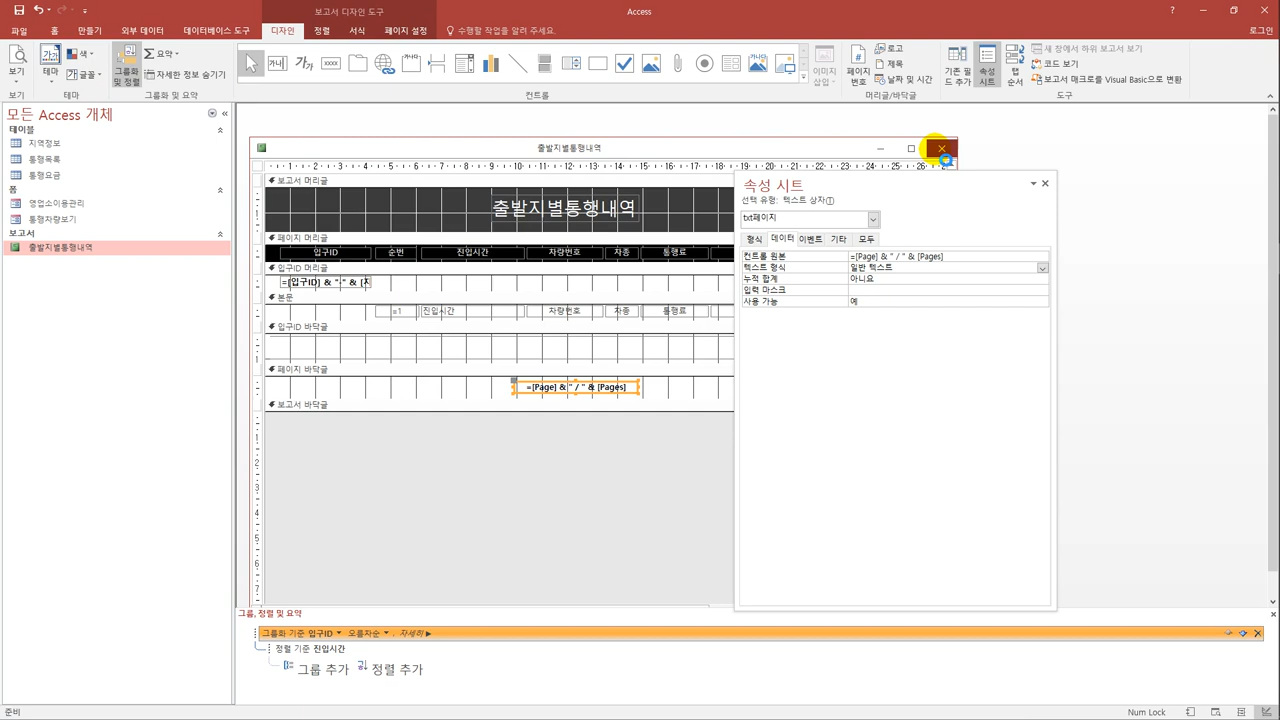 보고서 디자인 도구
Access
로그인
파일 홈 만들기 외부 데이터 데이터베이스 도구 디자인 정렬 서식 페이지 설정 수행할 작업을 알려 주세요.
보기
테마
색
글꼴
그룹화 및 정렬
요약
자세한 정보 숨기기
이미지 삽입
페이지 번호
로고
제목
날짜 및 시간
기존 필드 추가
속성 시트
탭 순서
새 창에서 하위 보고서 보기
코드 보기
보고서 매크로를 Visual Basic으로 변환
보기 테마 그룹화 및 요약 컨트롤 머리글/바닥글 도구
모든 Access 개체
테이블
지역정보
통행목록
통행요금
폼
영업소이용관리
통행차량보기
보고서
출발지별통행내역
출발지별통행내역
보고서 머리글
출발지별통행내역
페이지 머리글
입구ID 순번 진입시간 차량번호 차종 통행료
입구ID 머리글
=[입구ID] & "-" & [지
본문
=1 진입시간 차량번호 차종 통행료
입구ID 바닥글
페이지 바닥글
=[Page] & " / " & [Pages]
보고서 바닥글
속성 시트
선택 유형: 텍스트 상자(I)
txt페이지
형식 데이터 이벤트 기타 모두
컨트롤 원본 =[Page] & " / " & [Pages]
텍스트 형식 일반 텍스트
누적 합계 아니요
입력 마스크
사용 가능 예
그룹, 정렬 및 요약
그룹화 기준 입구ID 오름차순 , 자세히
정렬 기준 진입시간
그룹 추가 정렬 추가
준비
Num Lock